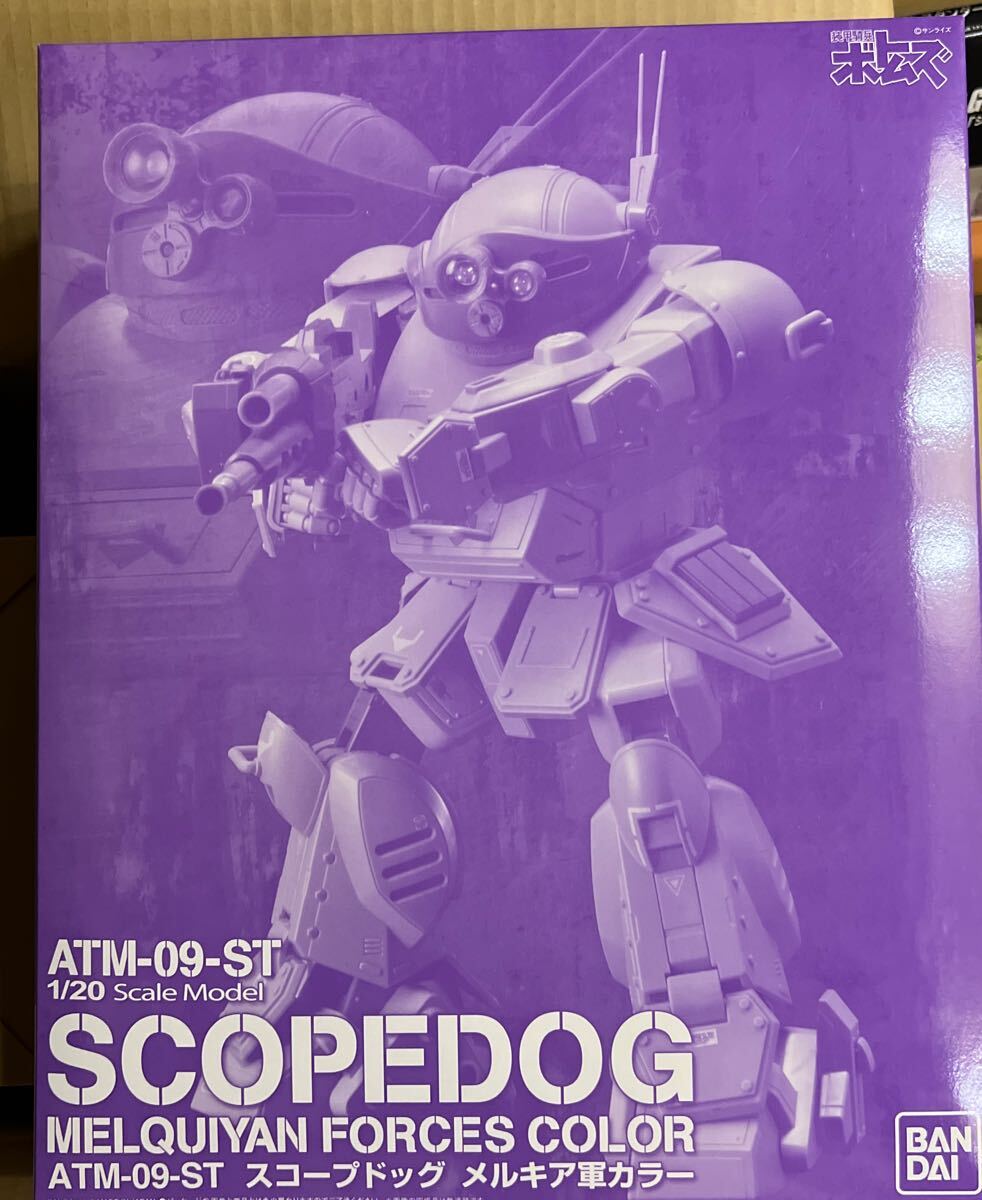 ©サンライズ
装甲騎兵
ボトムズ
ATM-09-ST
1/20 Scale Model
SCOPEDOG
MELQUIYAN FORCES COLOR
ATM-09-ST スコープドッグ メルキア軍カラー
BAN
DAI